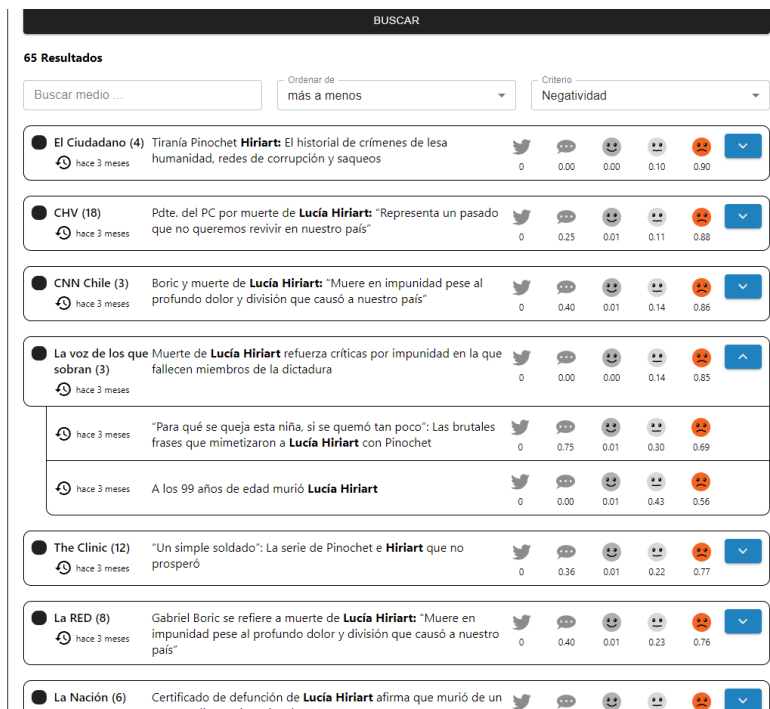 BUSCAR
65 Resultados
Buscar medio ...
Ordenar de
más a menos
Criterio
Negatividad
El Ciudadano (4)
hace 3 meses
Tiranía Pinochet Hiriart: El historial de crímenes de lesa
humanidad, redes de corrupción y saqueos
0 0.00 0.00 0.10 0.90
CHV (18)
hace 3 meses
Pdte. del PC por muerte de Lucía Hiriart: “Representa un pasado
que no queremos revivir en nuestro país”
0 0.25 0.01 0.11 0.88
CNN Chile (3)
hace 3 meses
Boric y muerte de Lucía Hiriart: “Muere en impunidad pese al
profundo dolor y división que causó a nuestro país”
0 0.40 0.01 0.14 0.86
La voz de los que
sobran (3)
hace 3 meses
Muerte de Lucía Hiriart refuerza críticas por impunidad en la que
fallecen miembros de la dictadura
0 0.00 0.00 0.14 0.85
hace 3 meses
“Para qué se queja esta niña, si se quemó tan poco”: Las brutales
frases que mimetizaron a Lucía Hiriart con Pinochet
0 0.75 0.01 0.30 0.69
hace 3 meses
A los 99 años de edad murió Lucía Hiriart
0 0.00 0.01 0.43 0.56
The Clinic (12)
hace 3 meses
“Un simple soldado”: La serie de Pinochet e Hiriart que no
prosperó
0 0.36 0.01 0.22 0.77
La RED (8)
hace 3 meses
Gabriel Boric se refiere a muerte de Lucía Hiriart: “Muere en
impunidad pese al profundo dolor y división que causó a nuestro
país”
0 0.40 0.01 0.23 0.76
La Nación (6)
Certificado de defunción de Lucía Hiriart afirma que murió de un